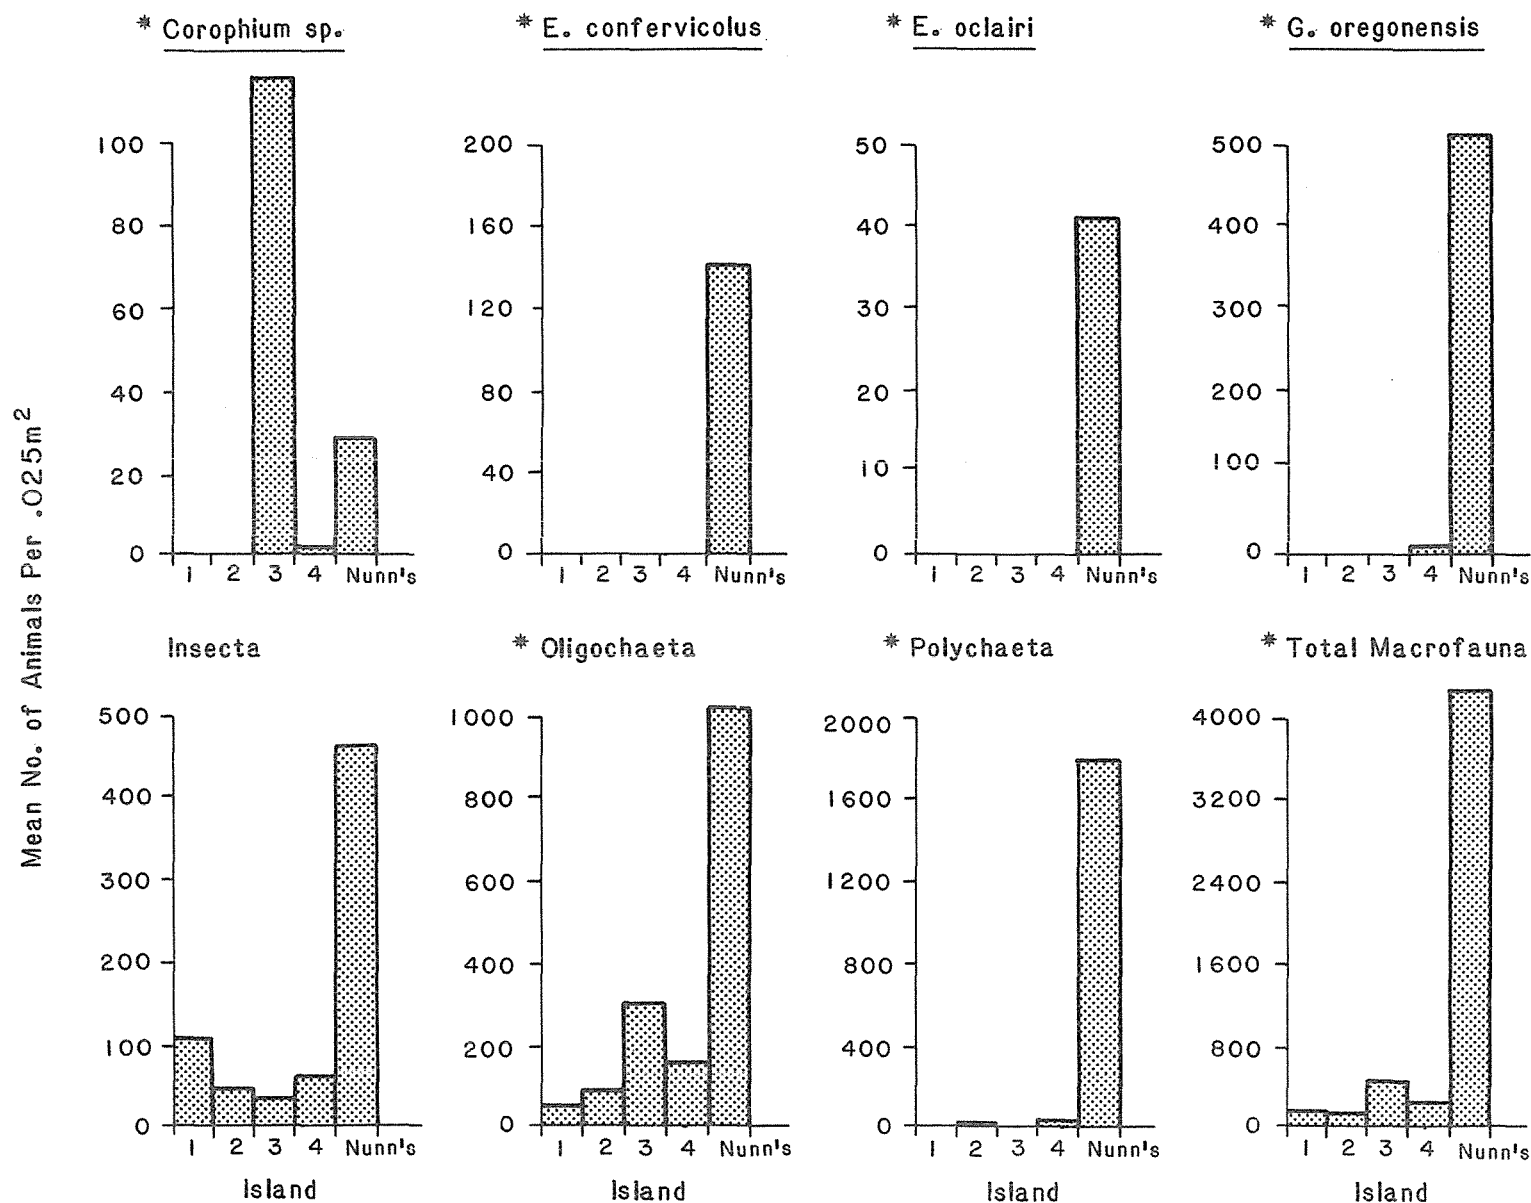 * Corophium sp.
* E. confervicolus
* E. oclairi
* G. oregonensis
Mean No. of Animals Per .025m²
100
80
60
40
20
0
1 2 3 4 Nunn's
200
160
120
80
40
0
1 2 3 4 Nunn's
50
40
30
20
10
0
1 2 3 4 Nunn's
500
400
300
200
100
0
1 2 3 4 Nunn's
Insecta
* Oligochaeta
* Polychaeta
* Total Macrofauna
500
400
300
200
100
0
1 2 3 4 Nunn's
Island
1000
800
600
400
200
0
1 2 3 4 Nunn's
Island
2000
1600
1200
800
400
0
1 2 3 4 Nunn's
Island
4000
3200
2400
1600
800
0
1 2 3 4 Nunn's
Island